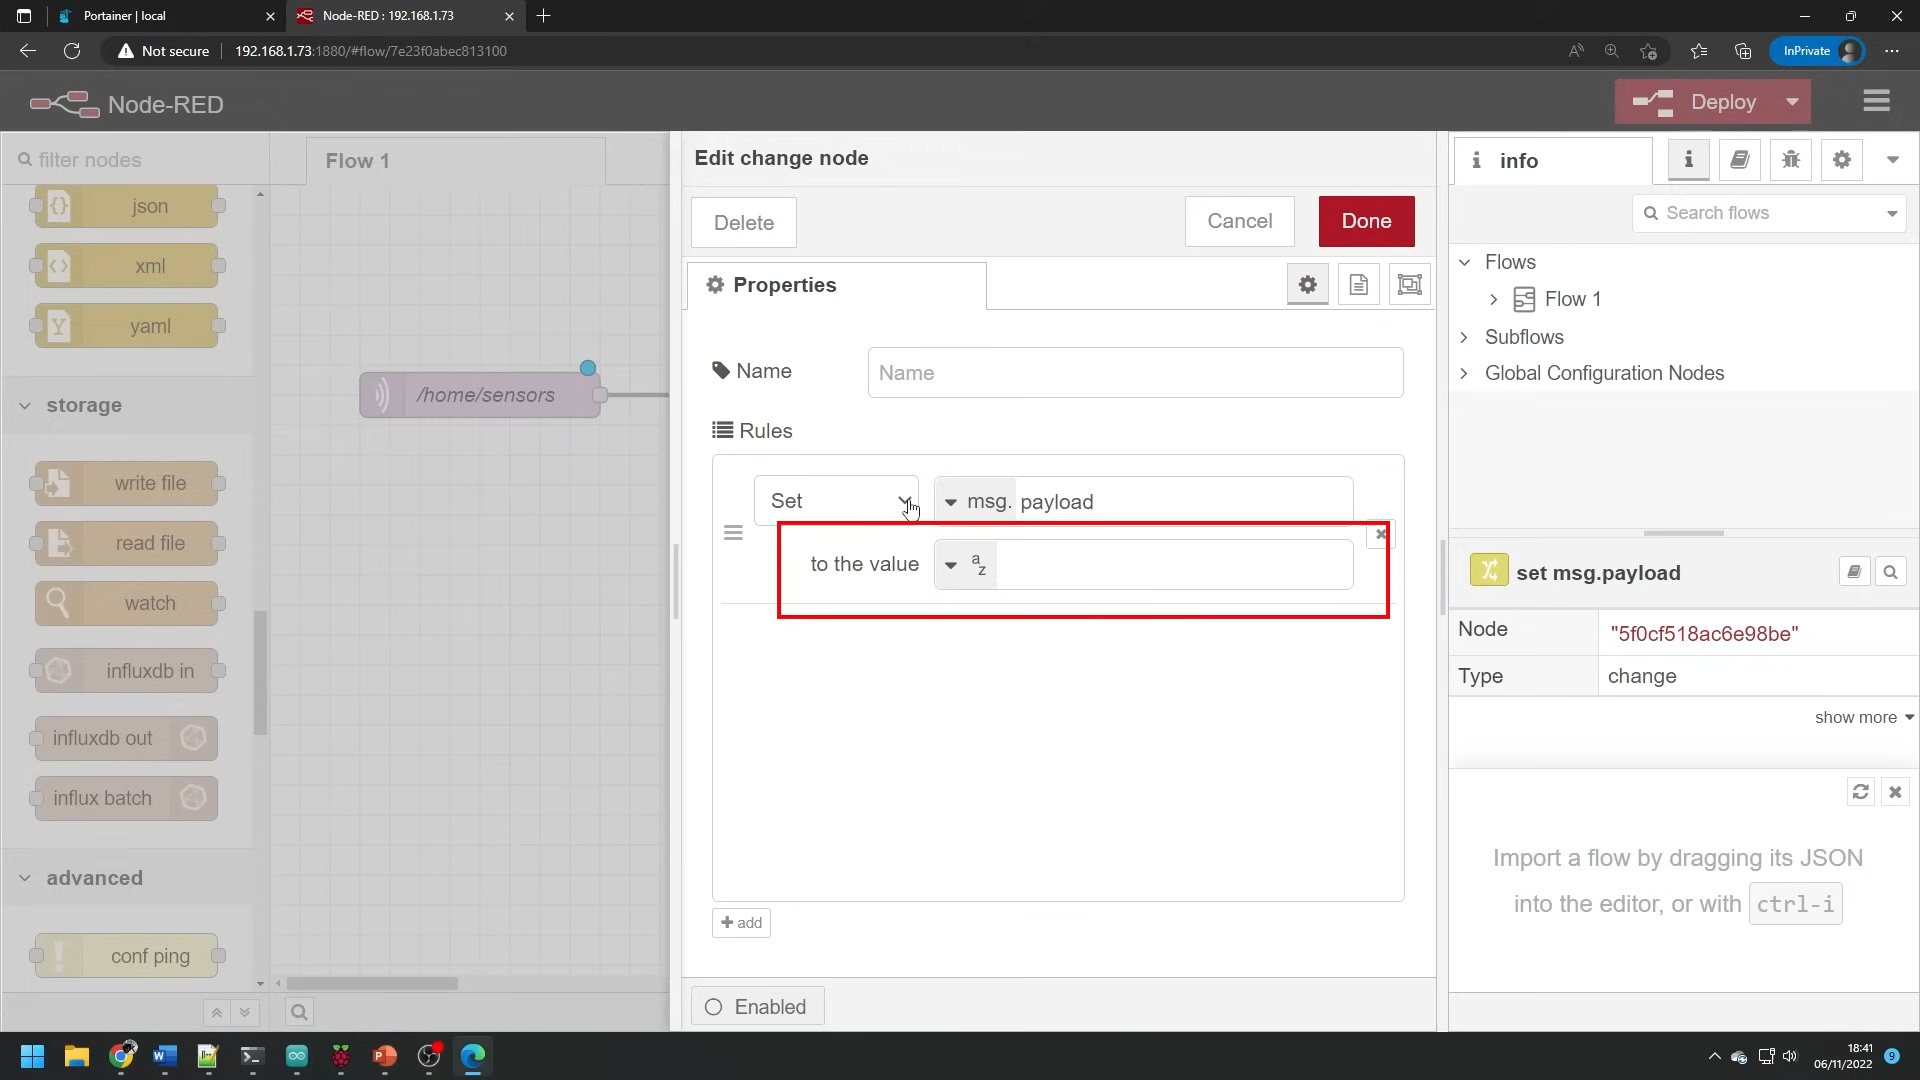 Portainer | local
Node-RED : 192.168.1.73
Not secure
192.168.1.73:1880/#flow/7e23f0abec813100
InPrivate
Node-RED
Deploy
filter nodes
Flow 1
json
xml
yaml
storage
write file
read file
watch
influxdb in
influxdb out
influx batch
advanced
conf ping
/home/sensors
Edit change node
Delete
Cancel
Done
Properties
Name
Name
Rules
Set
msg. payload
to the value
a
z
add
Enabled
info
Search flows
Flows
Flow 1
Subflows
Global Configuration Nodes
set msg.payload
Node
"5f0cf518ac6e98be"
Type
change
show more
Import a flow by dragging its JSON
into the editor, or with ctrl-i
18:41
06/11/2022
9